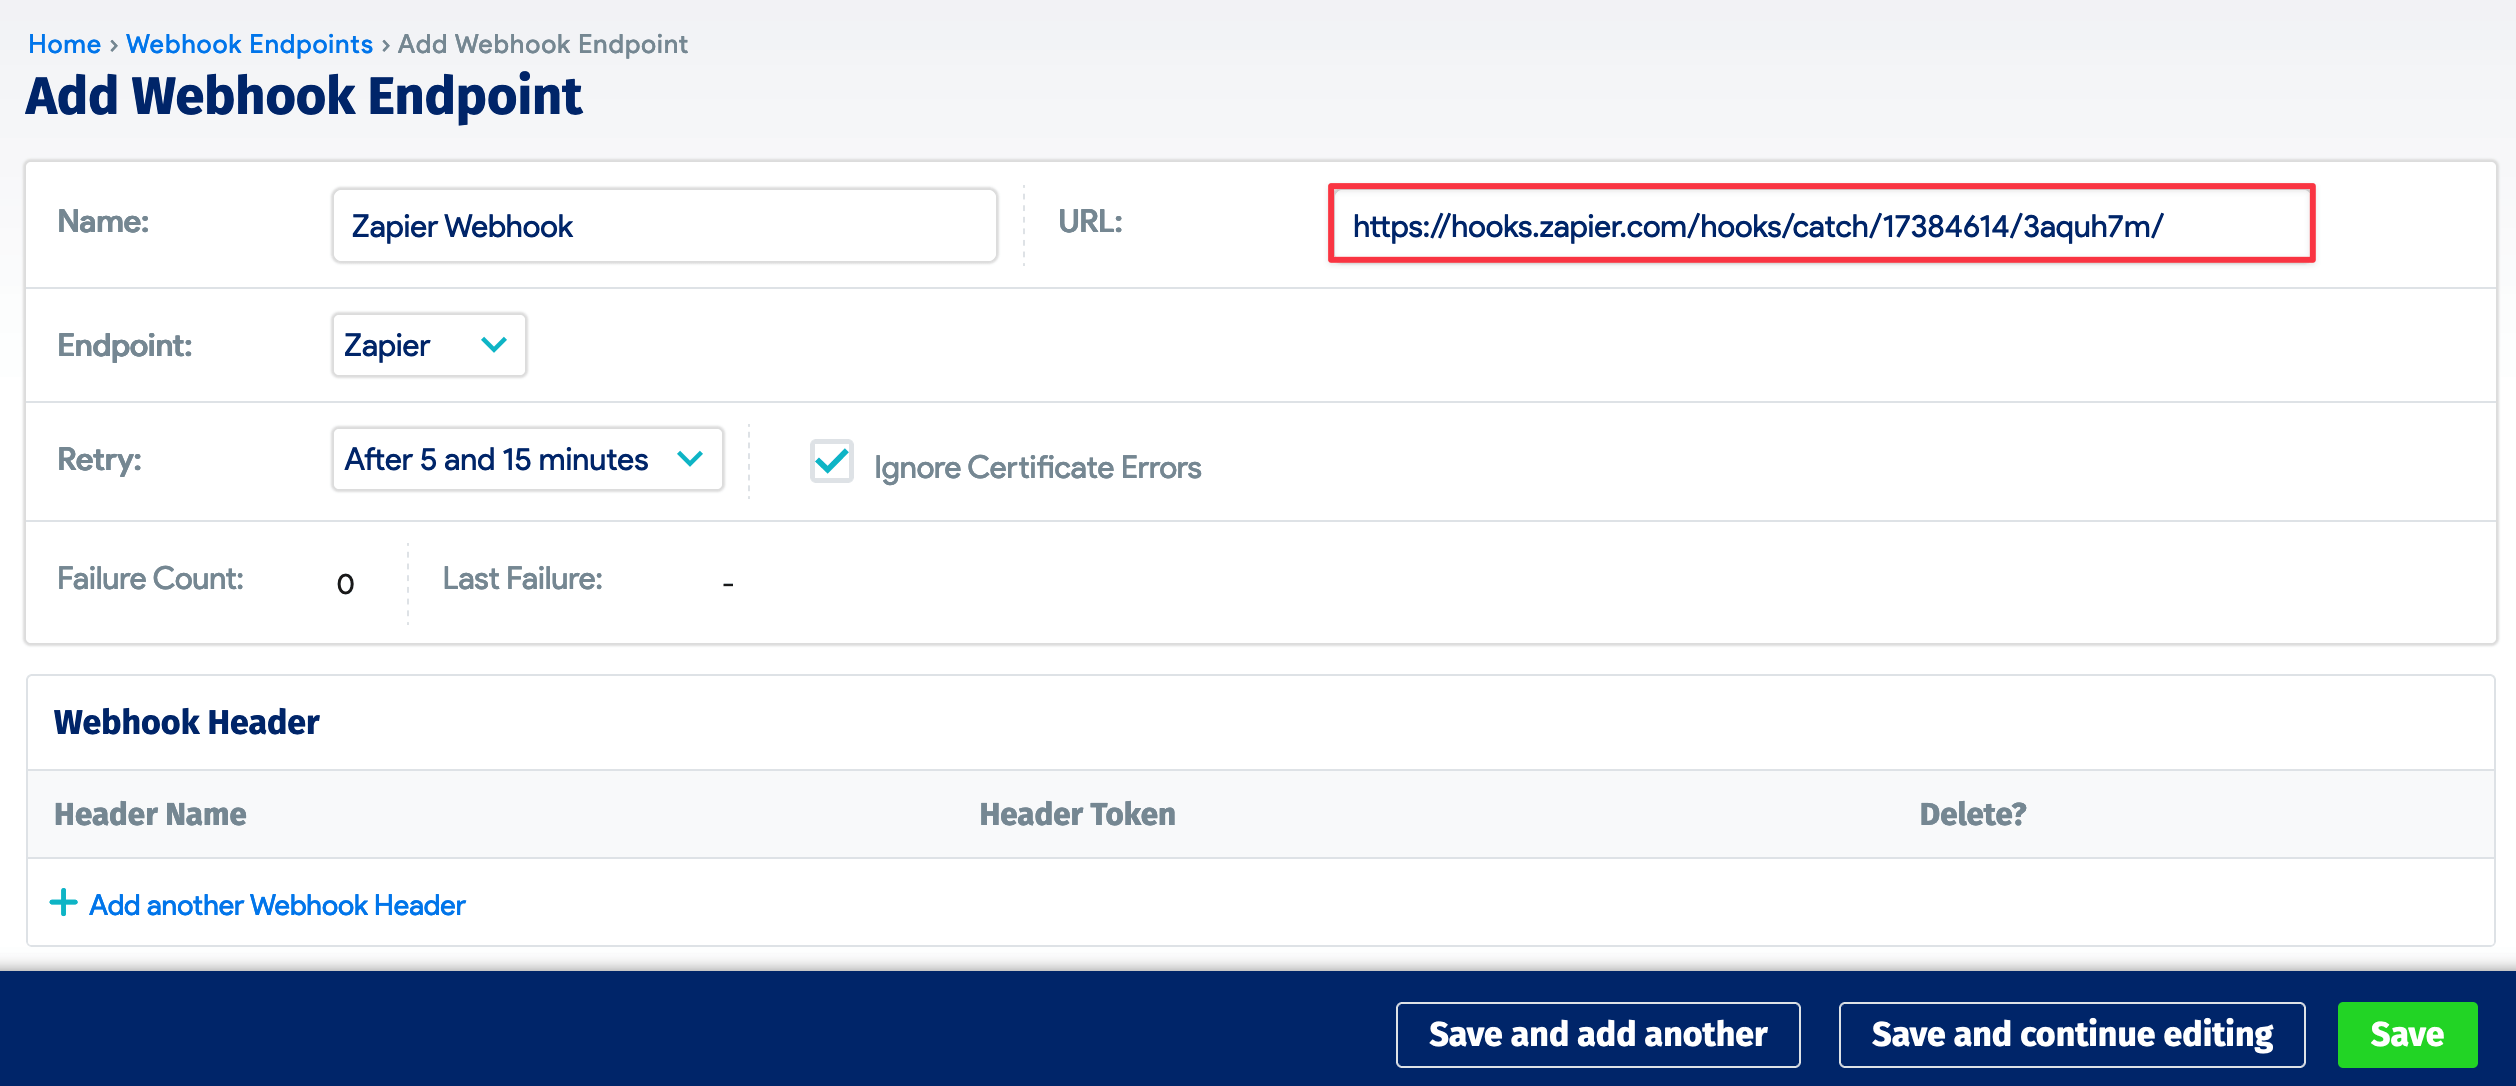 Home › Webhook Endpoints › Add Webhook Endpoint
Add Webhook Endpoint
Name: Zapier Webhook URL: https://hooks.zapier.com/hooks/catch/17384614/3aquh7m/
Endpoint: Zapier
Retry: After 5 and 15 minutes Ignore Certificate Errors
Failure Count: 0 Last Failure: -
Webhook Header
Header Name Header Token Delete?
+ Add another Webhook Header
Save and add another Save and continue editing Save